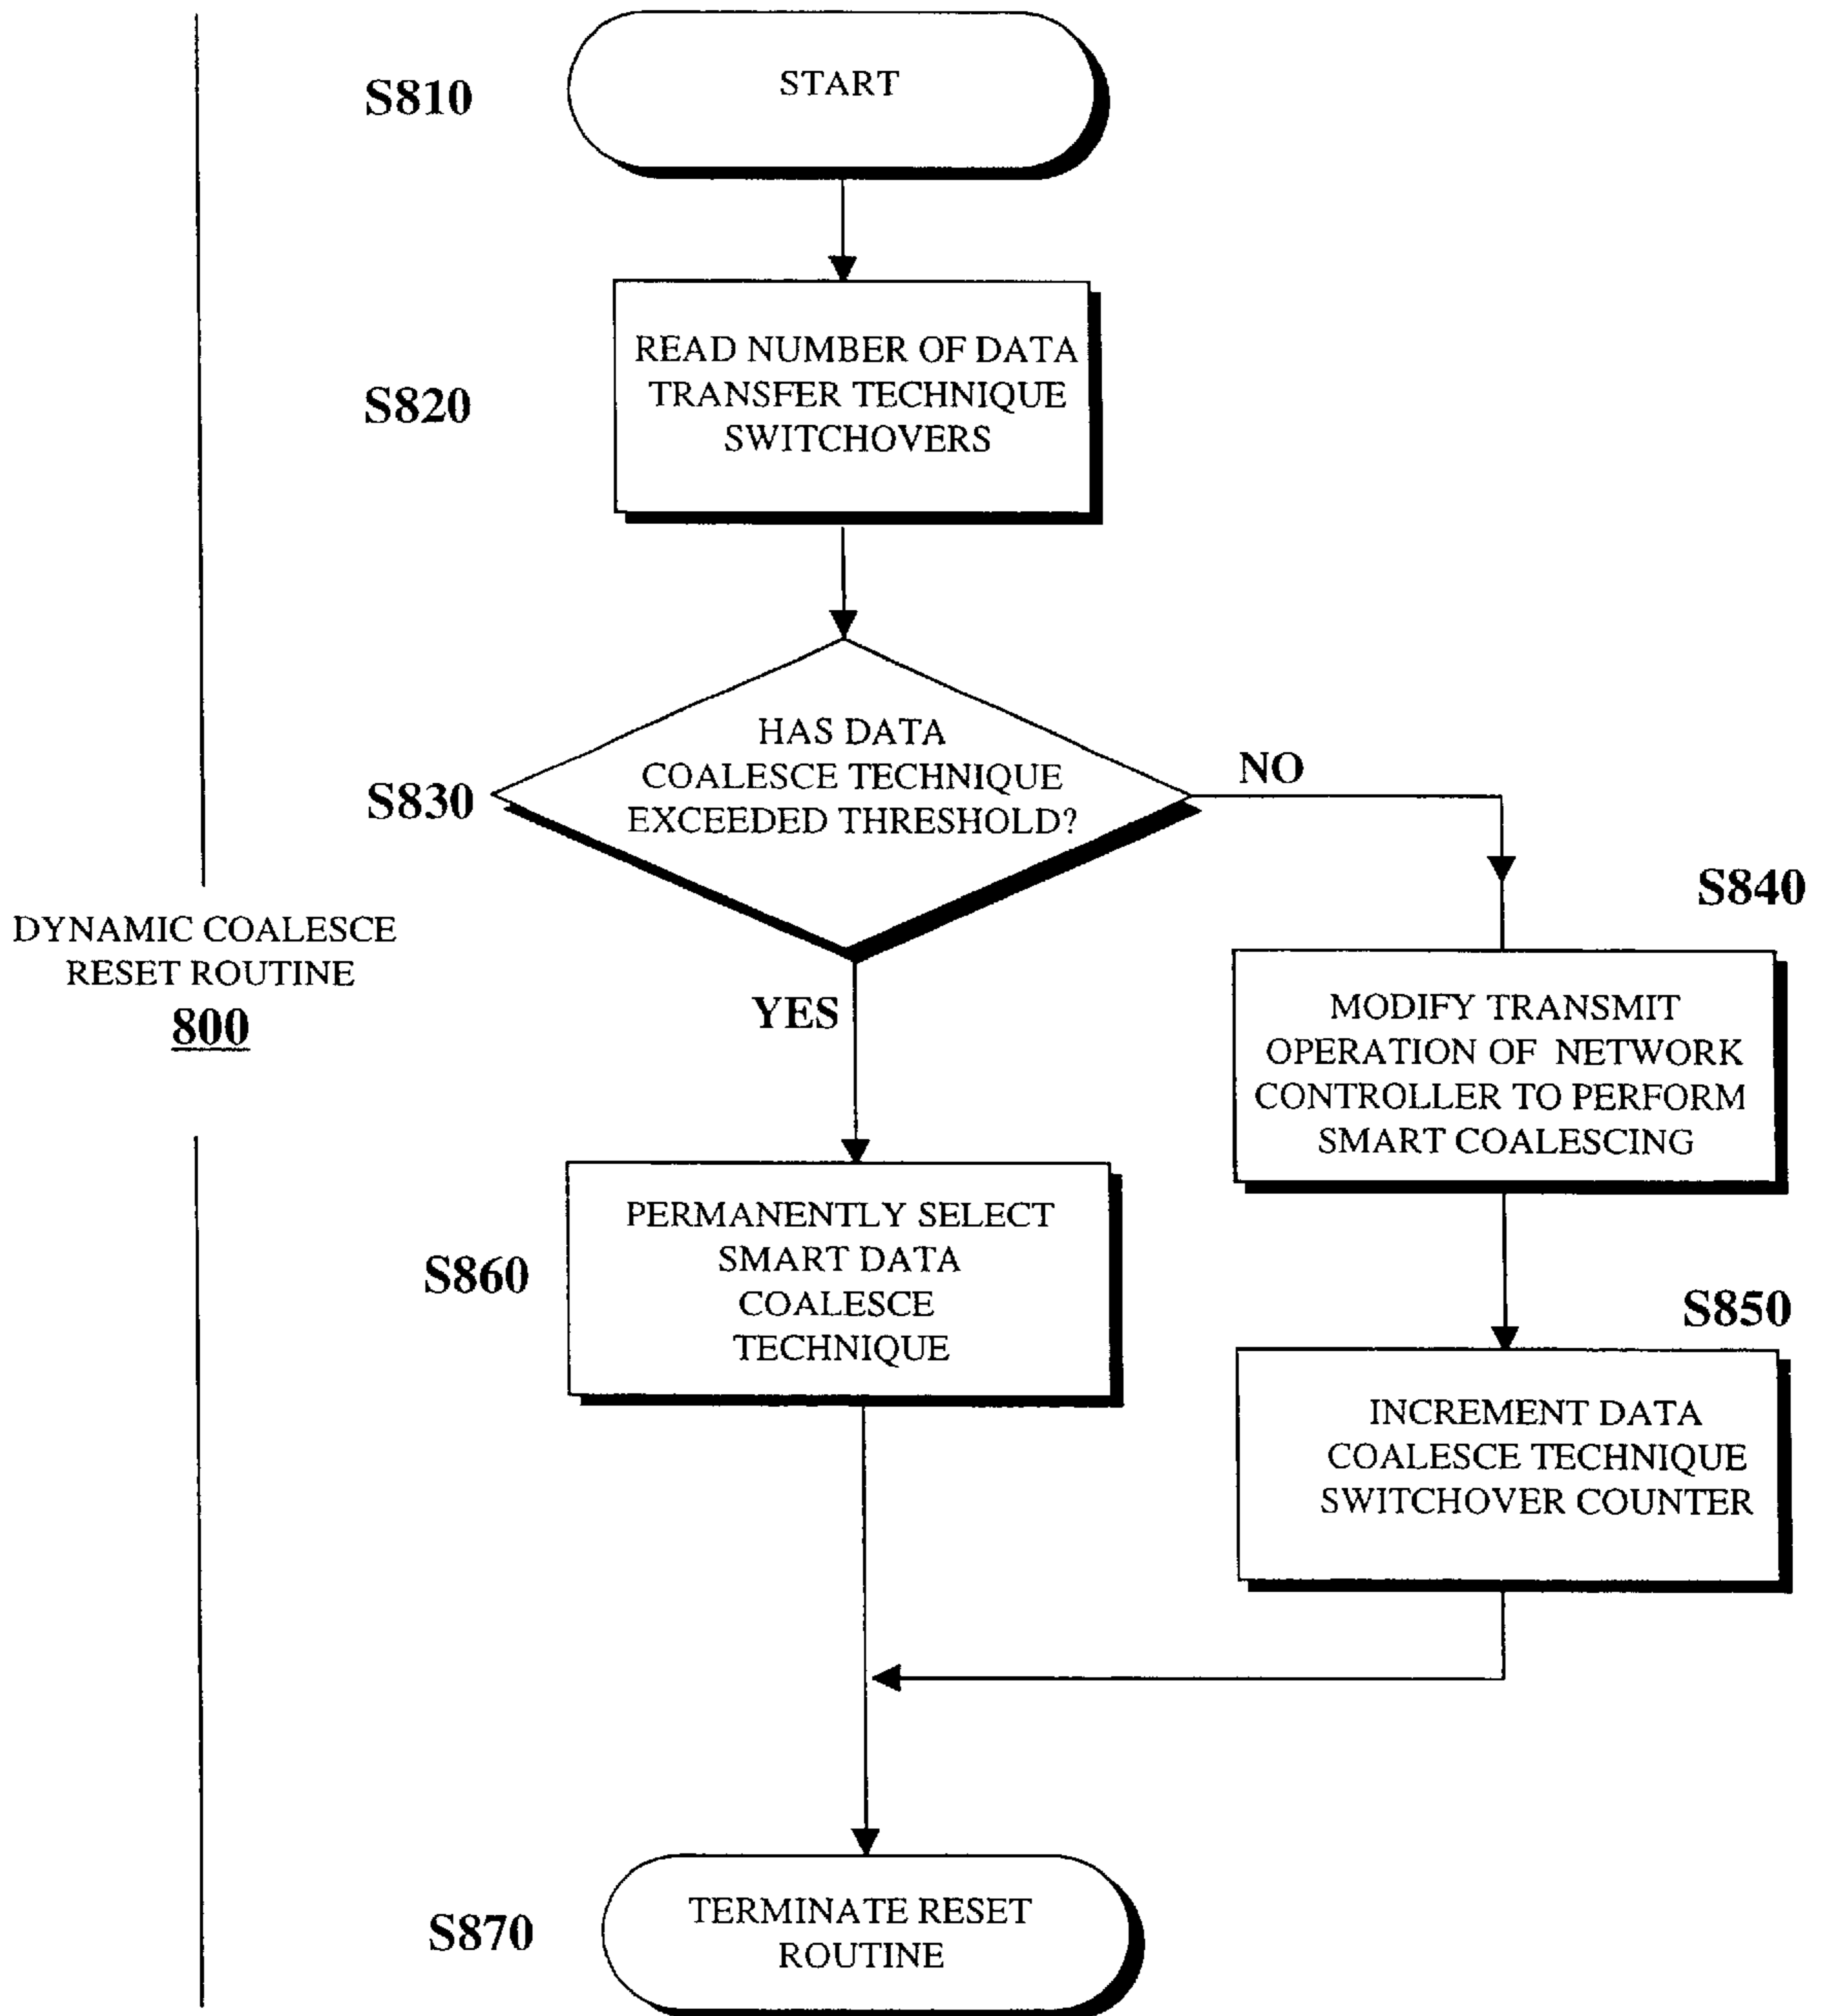 S810
START
S820
READ NUMBER OF DATA
TRANSFER TECHNIQUE
SWITCHOVERS
S830
HAS DATA
COALESCE TECHNIQUE
EXCEEDED THRESHOLD?
NO
YES
DYNAMIC COALESCE
RESET ROUTINE
800
S840
MODIFY TRANSMIT
OPERATION OF NETWORK
CONTROLLER TO PERFORM
SMART COALESCING
S850
INCREMENT DATA
COALESCE TECHNIQUE
SWITCHOVER COUNTER
S860
PERMANENTLY SELECT
SMART DATA
COALESCE
TECHNIQUE
S870
TERMINATE RESET
ROUTINE